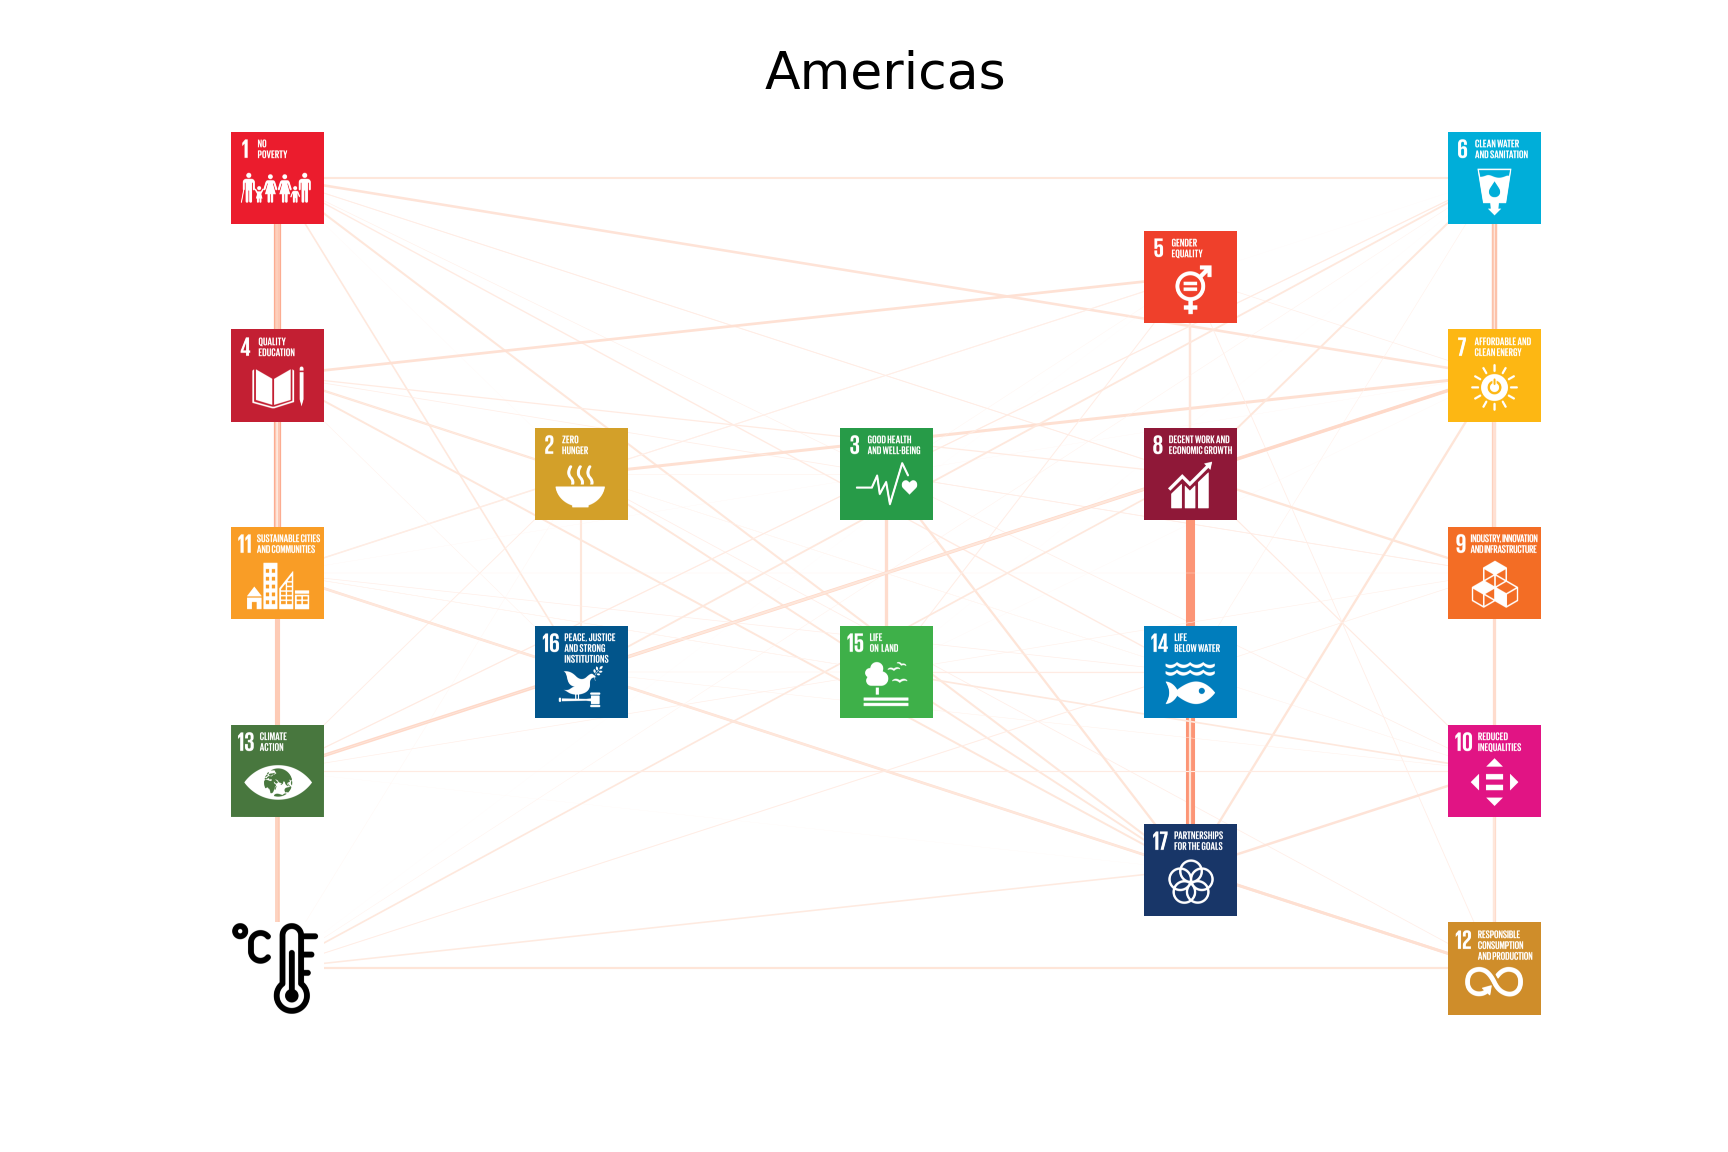 Americas
1 NO
POVERTY
6 CLEAN WATER
AND SANITATION
5 GENDER
EQUALITY
4 QUALITY
EDUCATION
7 AFFORDABLE AND
CLEAN ENERGY
2 ZERO
HUNGER
3 GOOD HEALTH
AND WELL-BEING
8 DECENT WORK AND
ECONOMIC GROWTH
11 SUSTAINABLE CITIES
AND COMMUNITIES
9 INDUSTRY, INNOVATION
AND INFRASTRUCTURE
16 PEACE, JUSTICE
AND STRONG
INSTITUTIONS
15 LIFE
ON LAND
14 LIFE
BELOW WATER
13 CLIMATE
ACTION
10 REDUCED
INEQUALITIES
17 PARTNERSHIPS
FOR THE GOALS
°C
12 RESPONSIBLE
CONSUMPTION
AND PRODUCTION